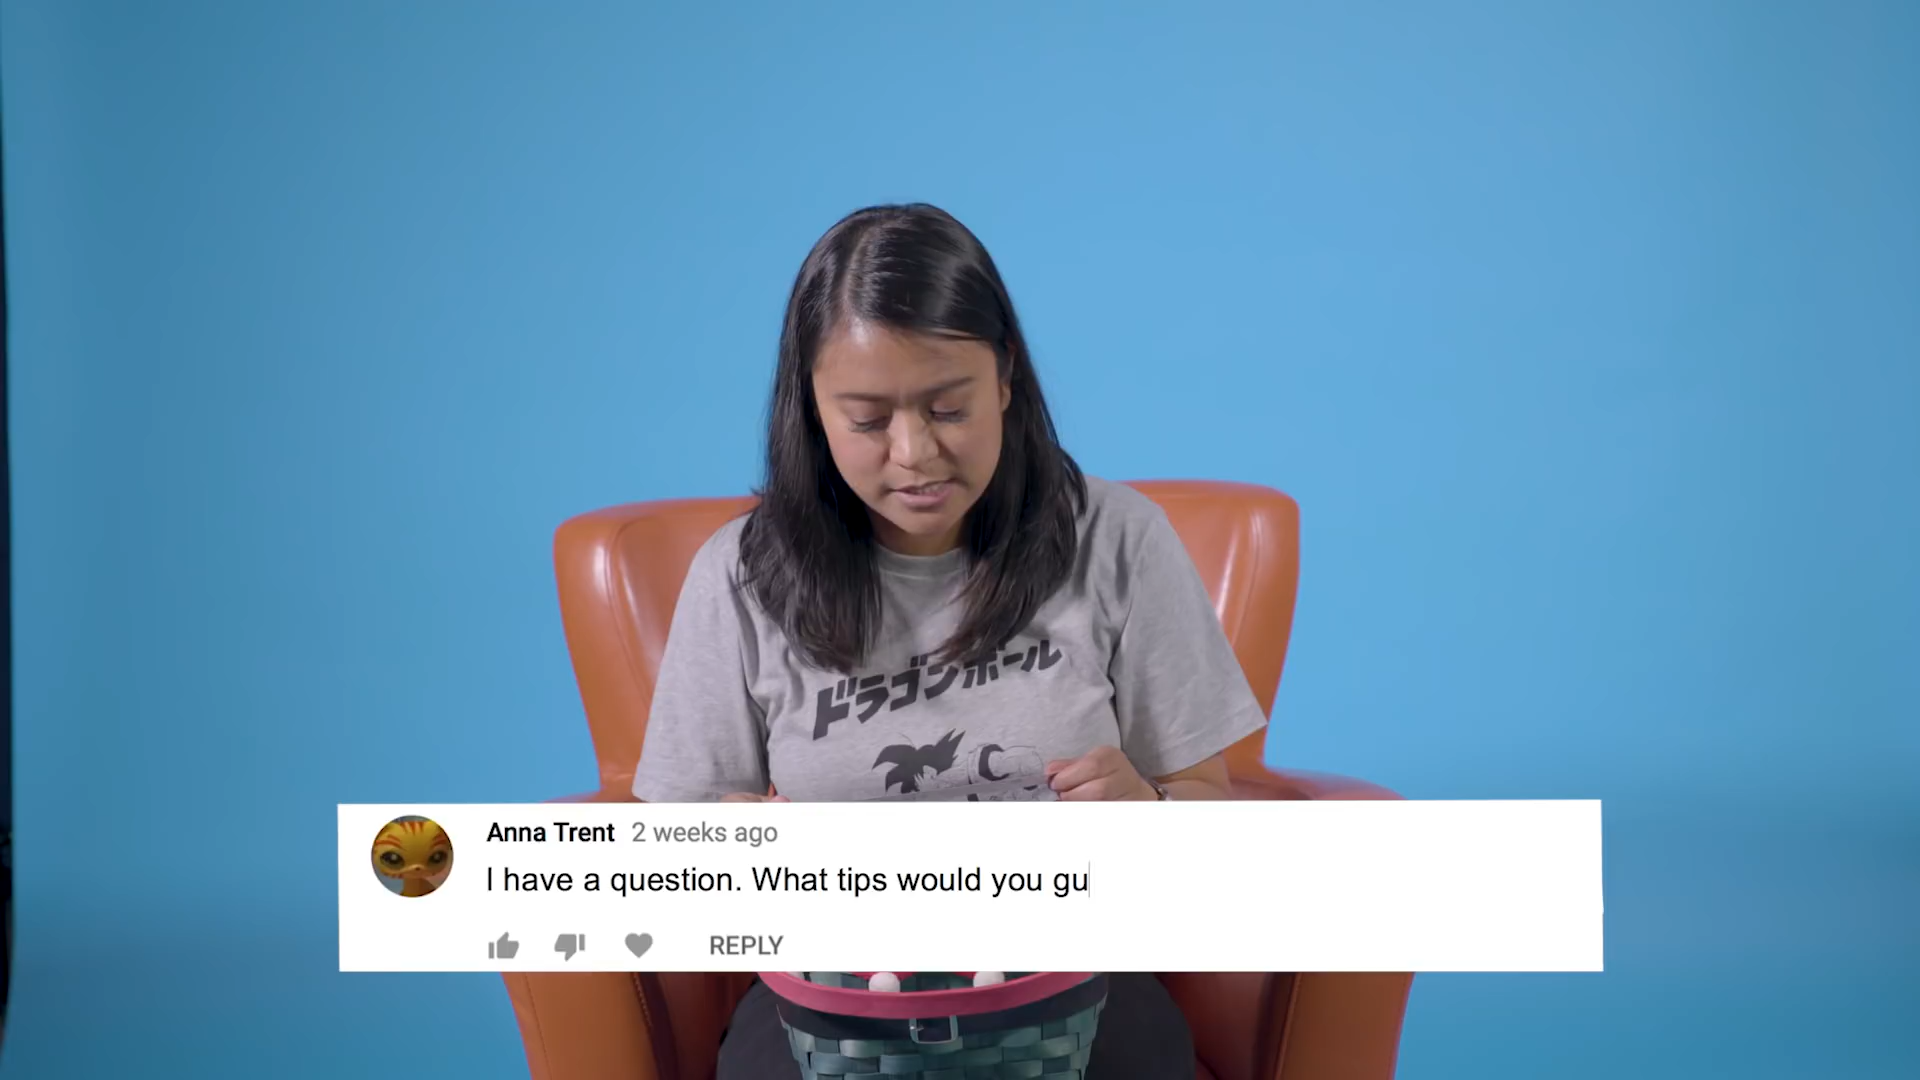 ドラゴンボール
Anna Trent 2 weeks ago
I have a question. What tips would you gu
REPLY